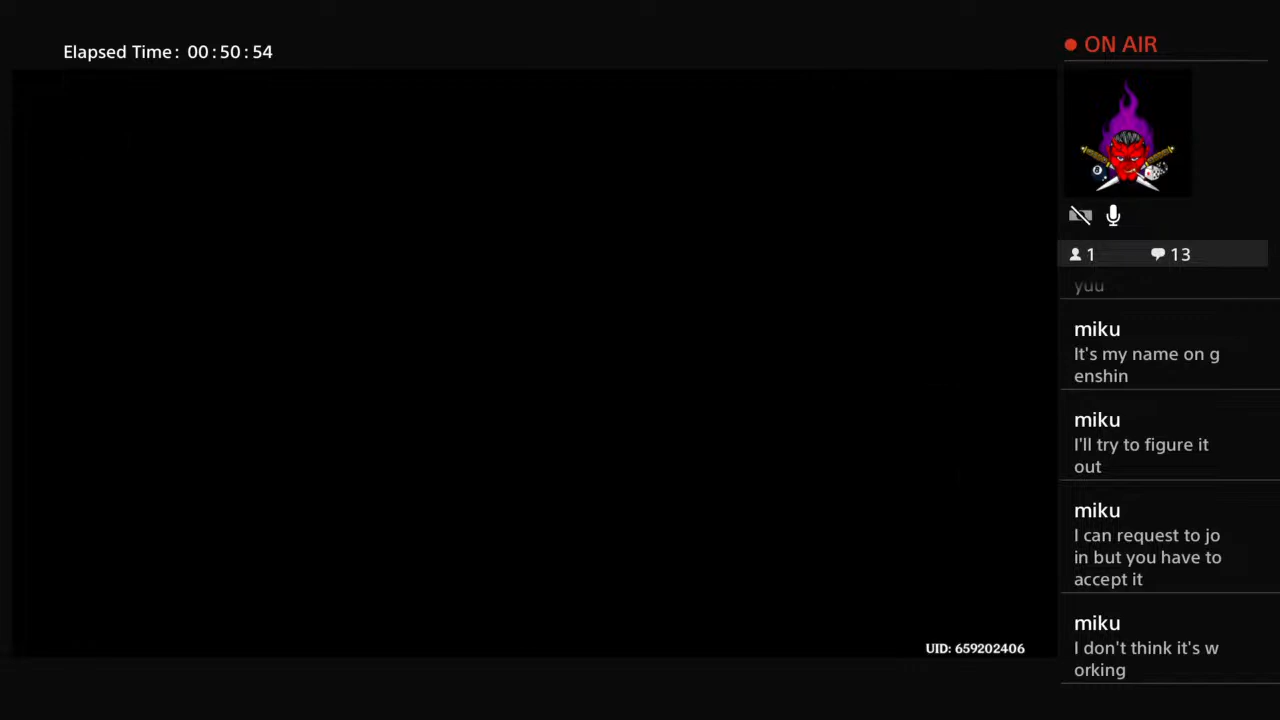 Elapsed Time: 00:50:54
ON AIR
8
1 13
yuu
miku
It's my name on g
enshin
miku
I'll try to figure it
out
miku
I can request to jo
in but you have to
accept it
miku
I don't think it's w
orking
UID: 659202406